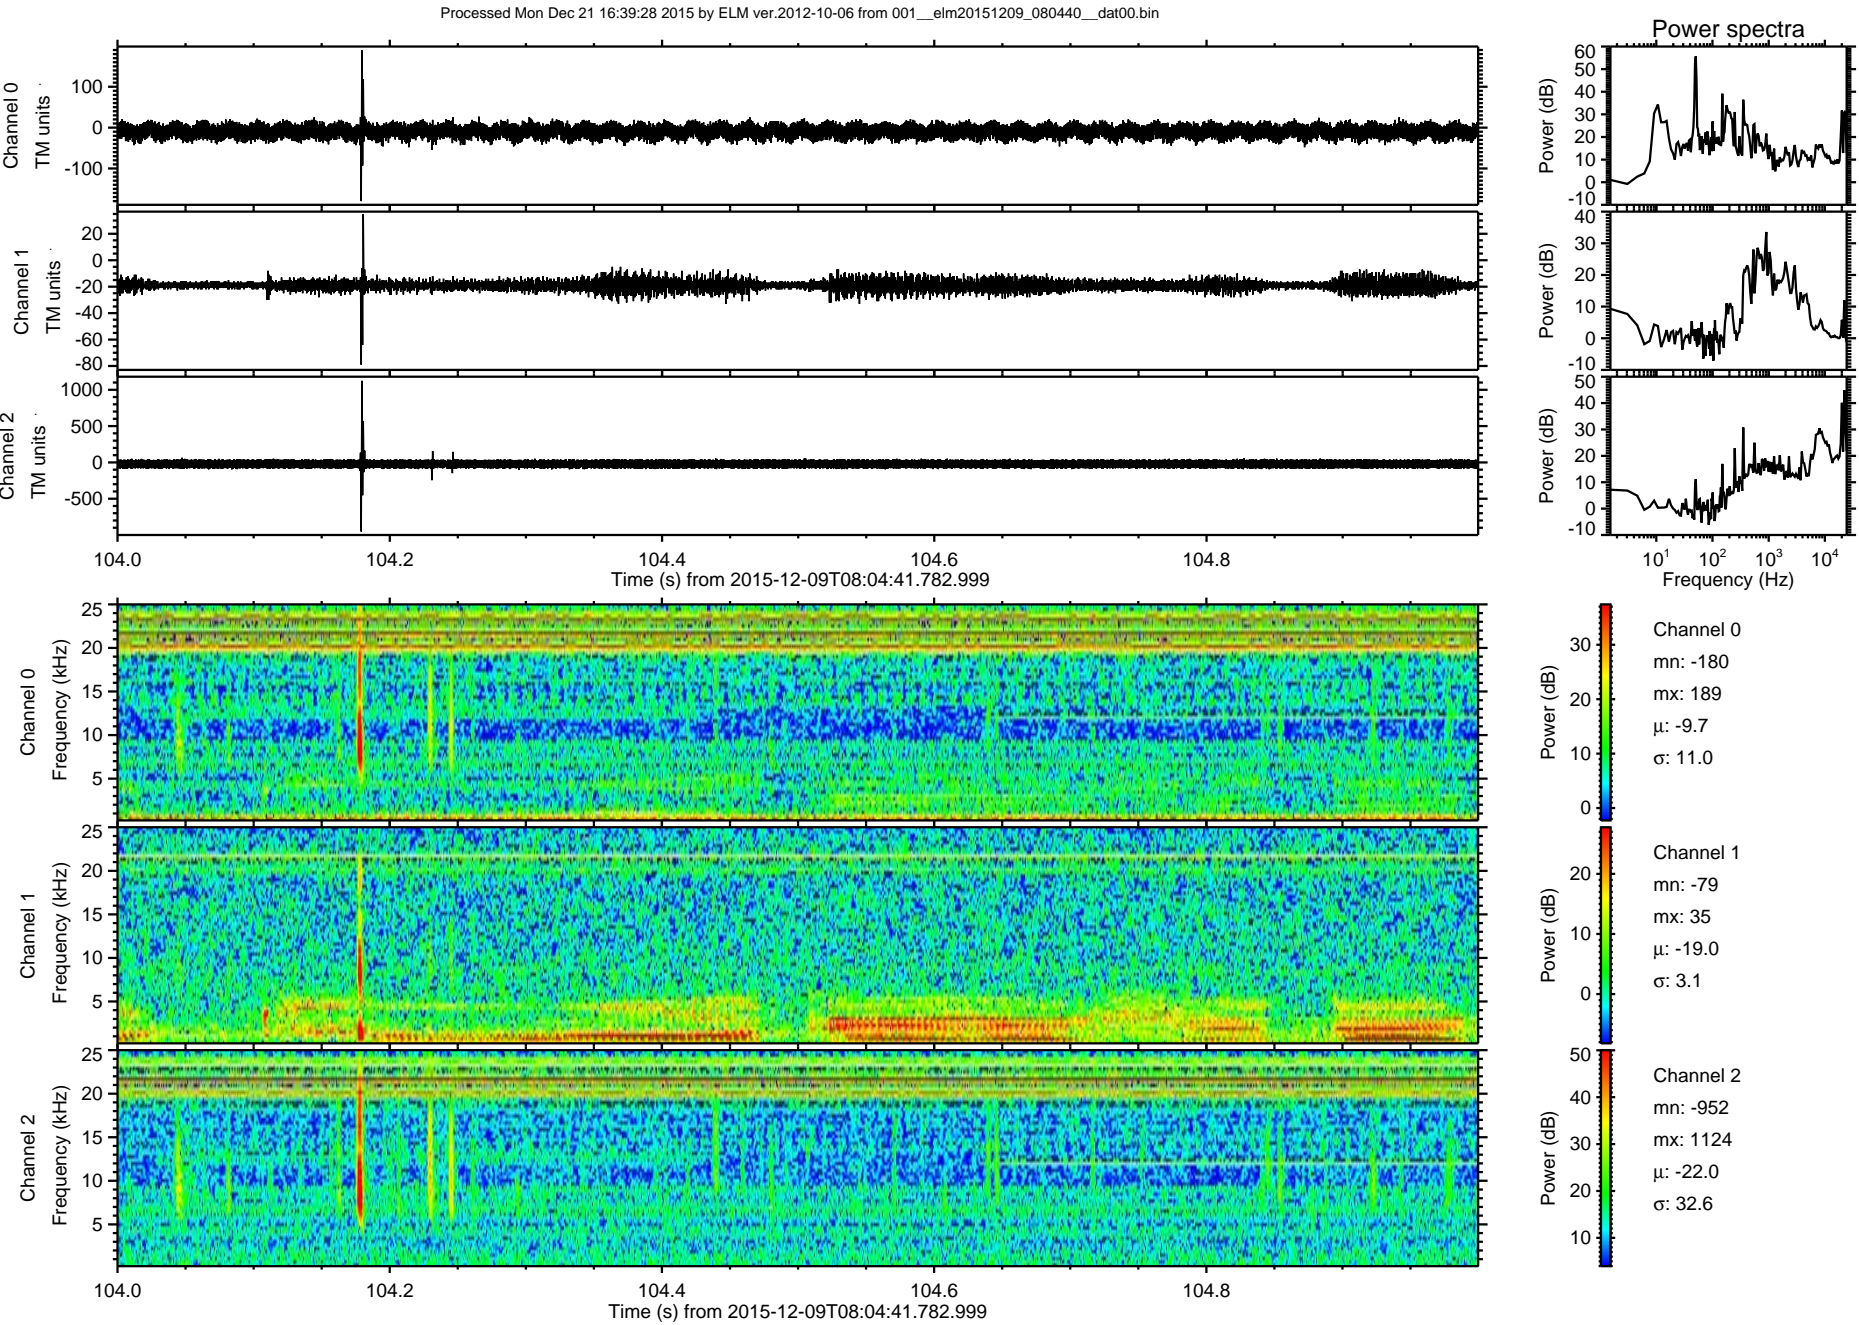 Processed Mon Dec 21 16:39:28 2015 by ELM ver.2012-10-06 from 001__elm20151209_080440__dat00.bin
Power spectra
Channel 0
TM units
100
0
-100
Power (dB)
60
50
40
30
20
10
0
-10
Channel 1
TM units
20
0
-20
-40
-60
-80
Power (dB)
40
30
20
10
0
-10
Channel 2
TM units
1000
500
0
-500
Power (dB)
50
40
30
20
10
0
-10
104.0 104.2 104.4 104.6 104.8
Time (s) from 2015-12-09T08:04:41.782.999
10¹ 10² 10³ 10⁴
Frequency (Hz)
Channel 0
Frequency (kHz)
25
20
15
10
5
Power (dB)
30
20
10
0
Channel 0
mn: -180
mx: 189
µ: -9.7
σ: 11.0
Channel 1
Frequency (kHz)
25
20
15
10
5
Power (dB)
20
10
0
Channel 1
mn: -79
mx: 35
µ: -19.0
σ: 3.1
Channel 2
Frequency (kHz)
25
20
15
10
5
Power (dB)
50
40
30
20
10
Channel 2
mn: -952
mx: 1124
µ: -22.0
σ: 32.6
104.0 104.2 104.4 104.6 104.8
Time (s) from 2015-12-09T08:04:41.782.999